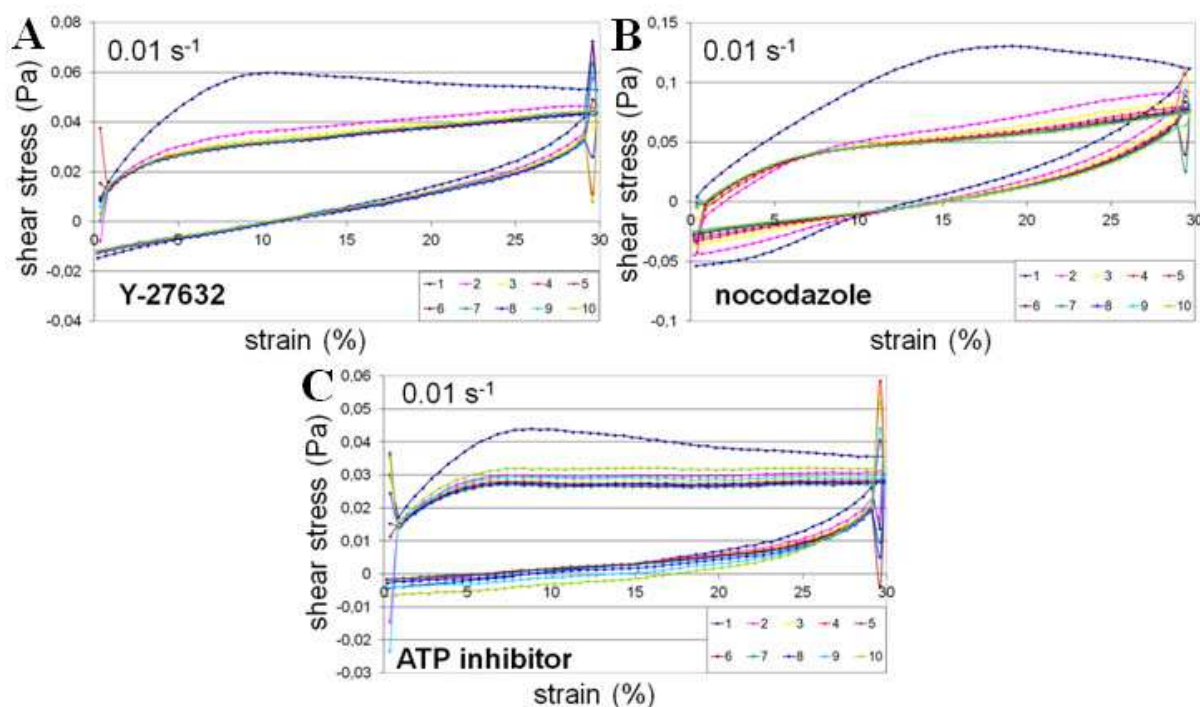 A
0.01 s-1
shear stress (Pa)
0,08
0,06
0,04
0,02
0
-0,02
-0,04
0 5 10 15 20 25 30
strain (%)
Y-27632
1 2 3 4 5
6 7 8 9 10
B
0.01 s-1
shear stress (Pa)
0,15
0,1
0,05
0
-0,05
-0,1
0 5 10 15 20 25 30
strain (%)
nocodazole
1 2 3 4 5
6 7 8 9 10
C
0.01 s-1
shear stress (Pa)
0,06
0,05
0,04
0,03
0,02
0,01
0
-0,01
-0,02
-0,03
0 5 10 15 20 25 30
strain (%)
ATP inhibitor
1 2 3 4 5
6 7 8 9 10